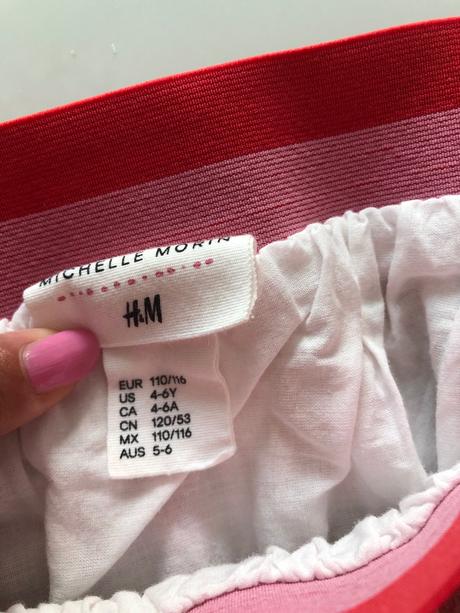 MICHELLE MORIN
H&M
EUR 110/116
US 4-6Y
CA 4-6A
CN 120/53
MX 110/116
AUS 5-6